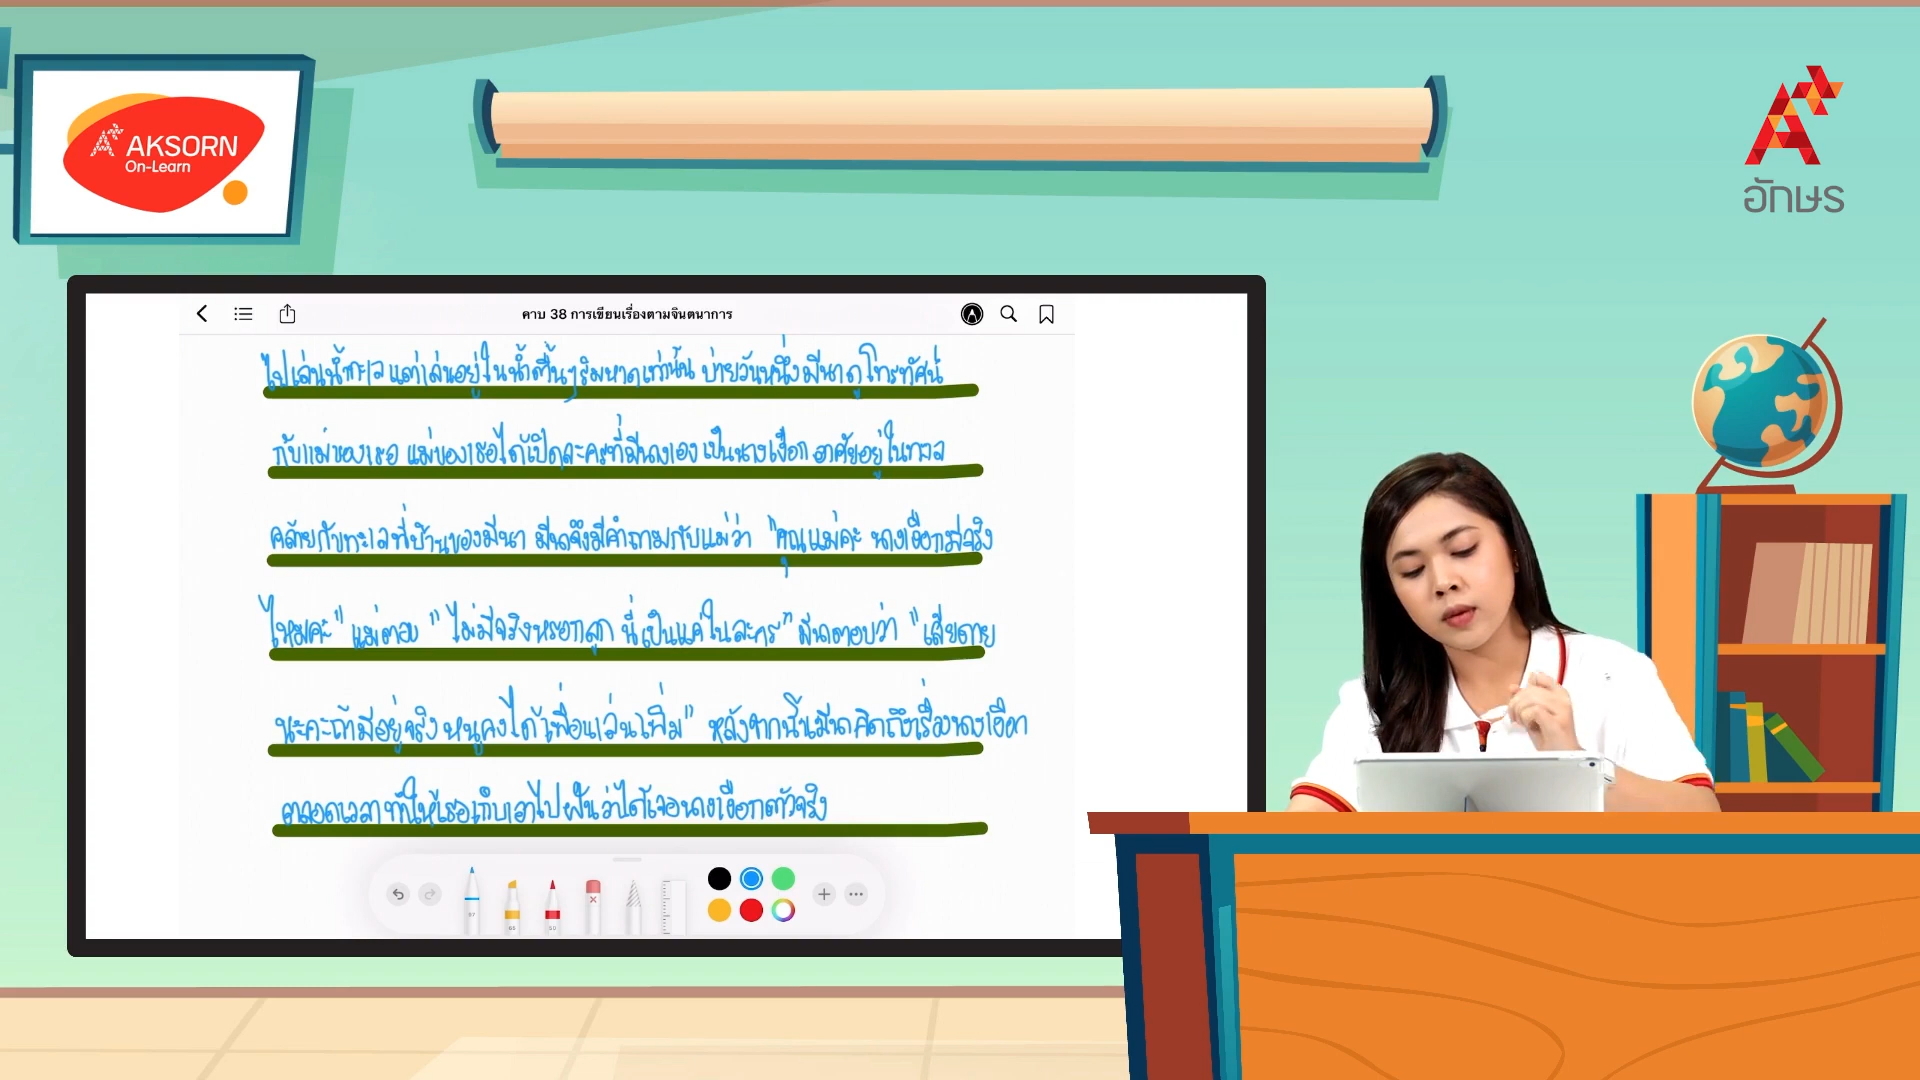 AKSORN
On-Learn
อักษร
คาบ 38 การเขียนเรื่องตามจินตนาการ
ไปเล่นน้ำทะเล แต่เล่นอยู่ในน้ำตื้นๆริมหาดเท่านั้น บ่ายวันหนึ่งมีนาดูโทรทัศน์
กับแม่ของเธอ แม่ของเธอได้เปิดละครที่มีนางเอง เป็นนางเงือก อาศัยอยู่ในทะเล
คล้ายกับทะเลที่บ้านของมีนา มีนาจึงมีคำถามกับแม่ว่า "คุณแม่คะ นางเงือกมีจริง
ไหมคะ" แม่ตอบ "ไม่มีจริงหรอกลูก นี่เป็นแค่ในละคร" มีนาตอบว่า "เสียดาย
นะคะถ้ามีอยู่จริง หนูคงได้เพื่อนเล่นเพิ่ม" หลังจากนั้นมีนาคิดถึงเรื่องนางเงือก
ตลอดเวลา ทำให้เธอเก็บเอาไปฝันว่าได้เจอนางเงือกตัวจริง